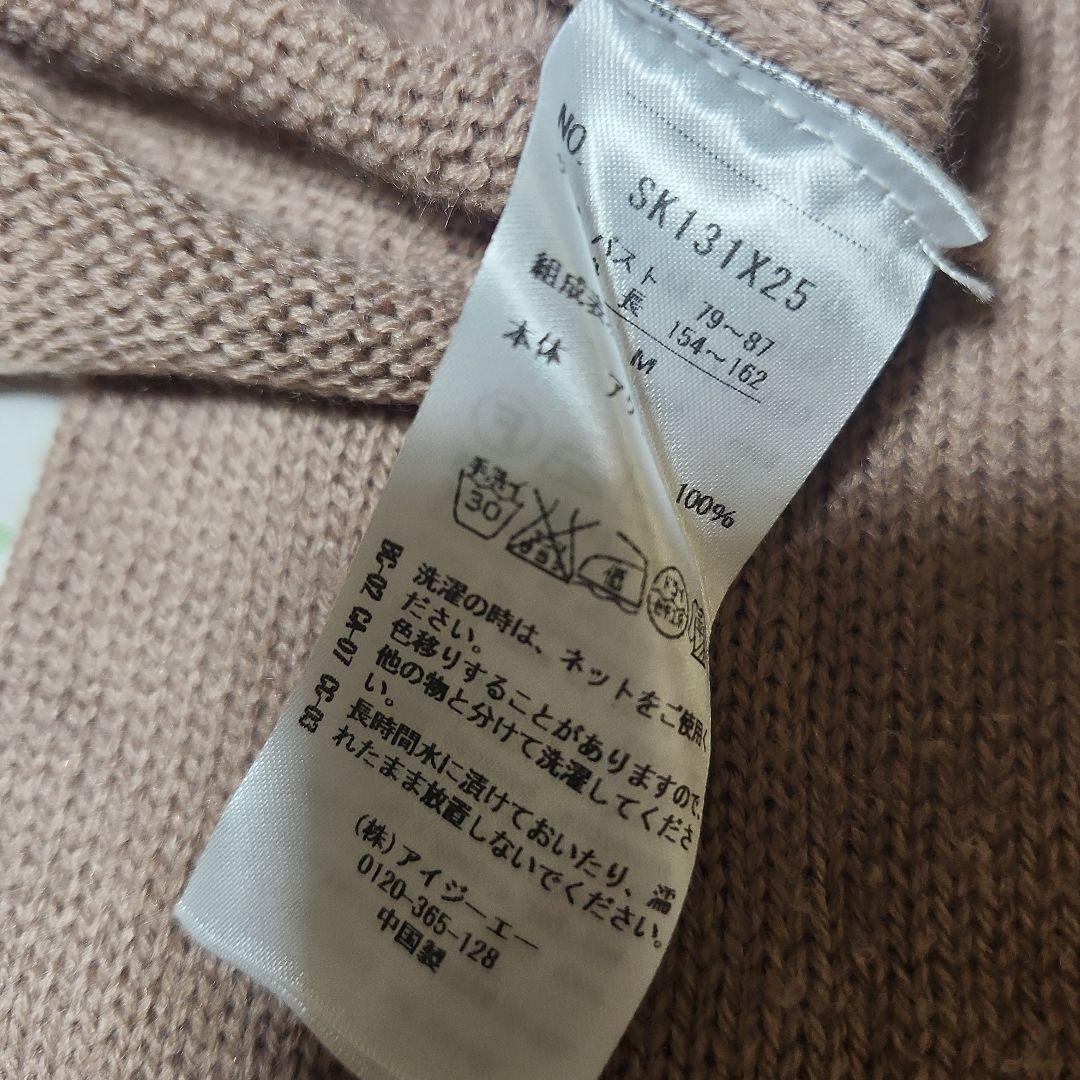 NO.
SK131X25
バスト 79〜87
長 154〜162
M
組成
本体 100%
手洗イ
30
低
洗濯の時は、ネットをご使用く
ださい。
色移りすることがありますので、
他の物と分けて洗濯してくださ
い。
長時間水に漬けておいたり、濡
れたまま放置しないでください。
(株)アイジーエー
0120-365-128
中国製